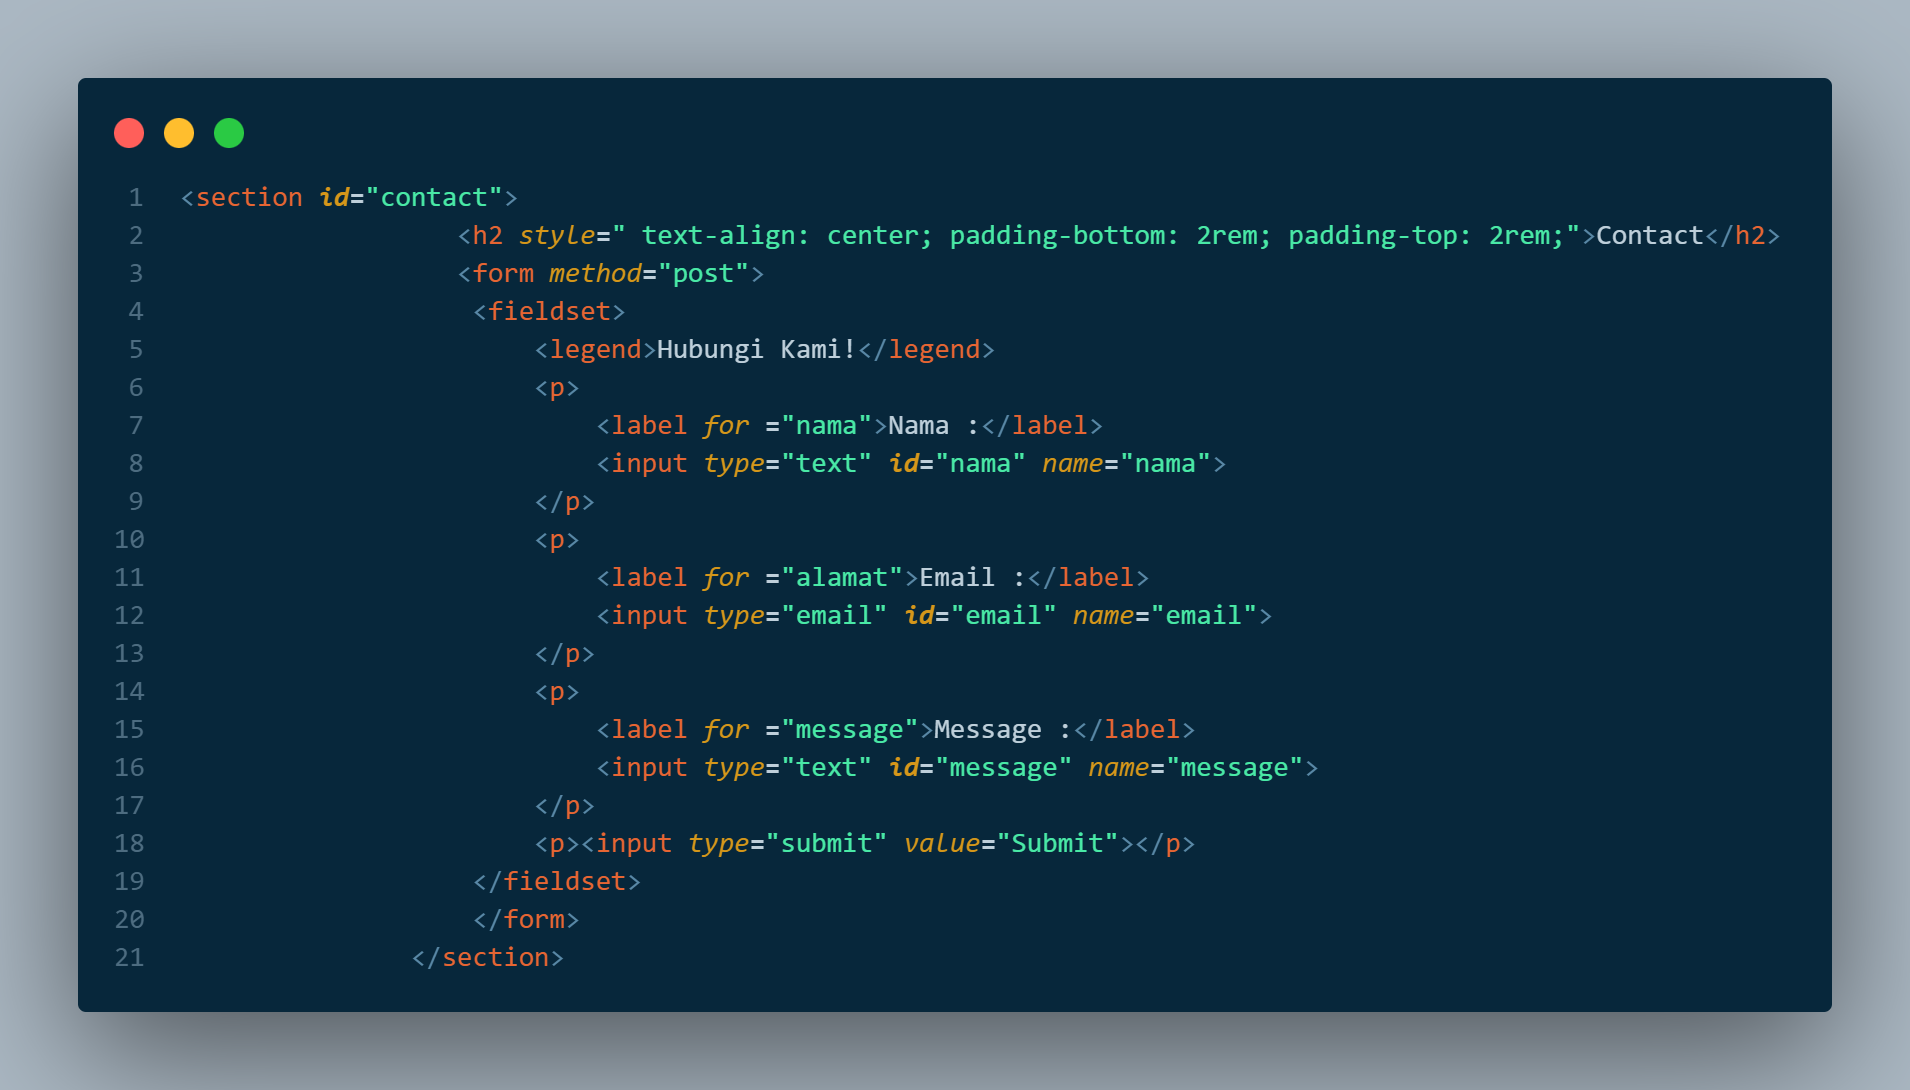 1 <section id="contact">
2 <h2 style=" text-align: center; padding-bottom: 2rem; padding-top: 2rem;">Contact</h2>
3 <form method="post">
4 <fieldset>
5 <legend>Hubungi Kami!</legend>
6 <p>
7 <label for ="nama">Nama :</label>
8 <input type="text" id="nama" name="nama">
9 </p>
10 <p>
11 <label for ="alamat">Email :</label>
12 <input type="email" id="email" name="email">
13 </p>
14 <p>
15 <label for ="message">Message :</label>
16 <input type="text" id="message" name="message">
17 </p>
18 <p><input type="submit" value="Submit"></p>
19 </fieldset>
20 </form>
21 </section>